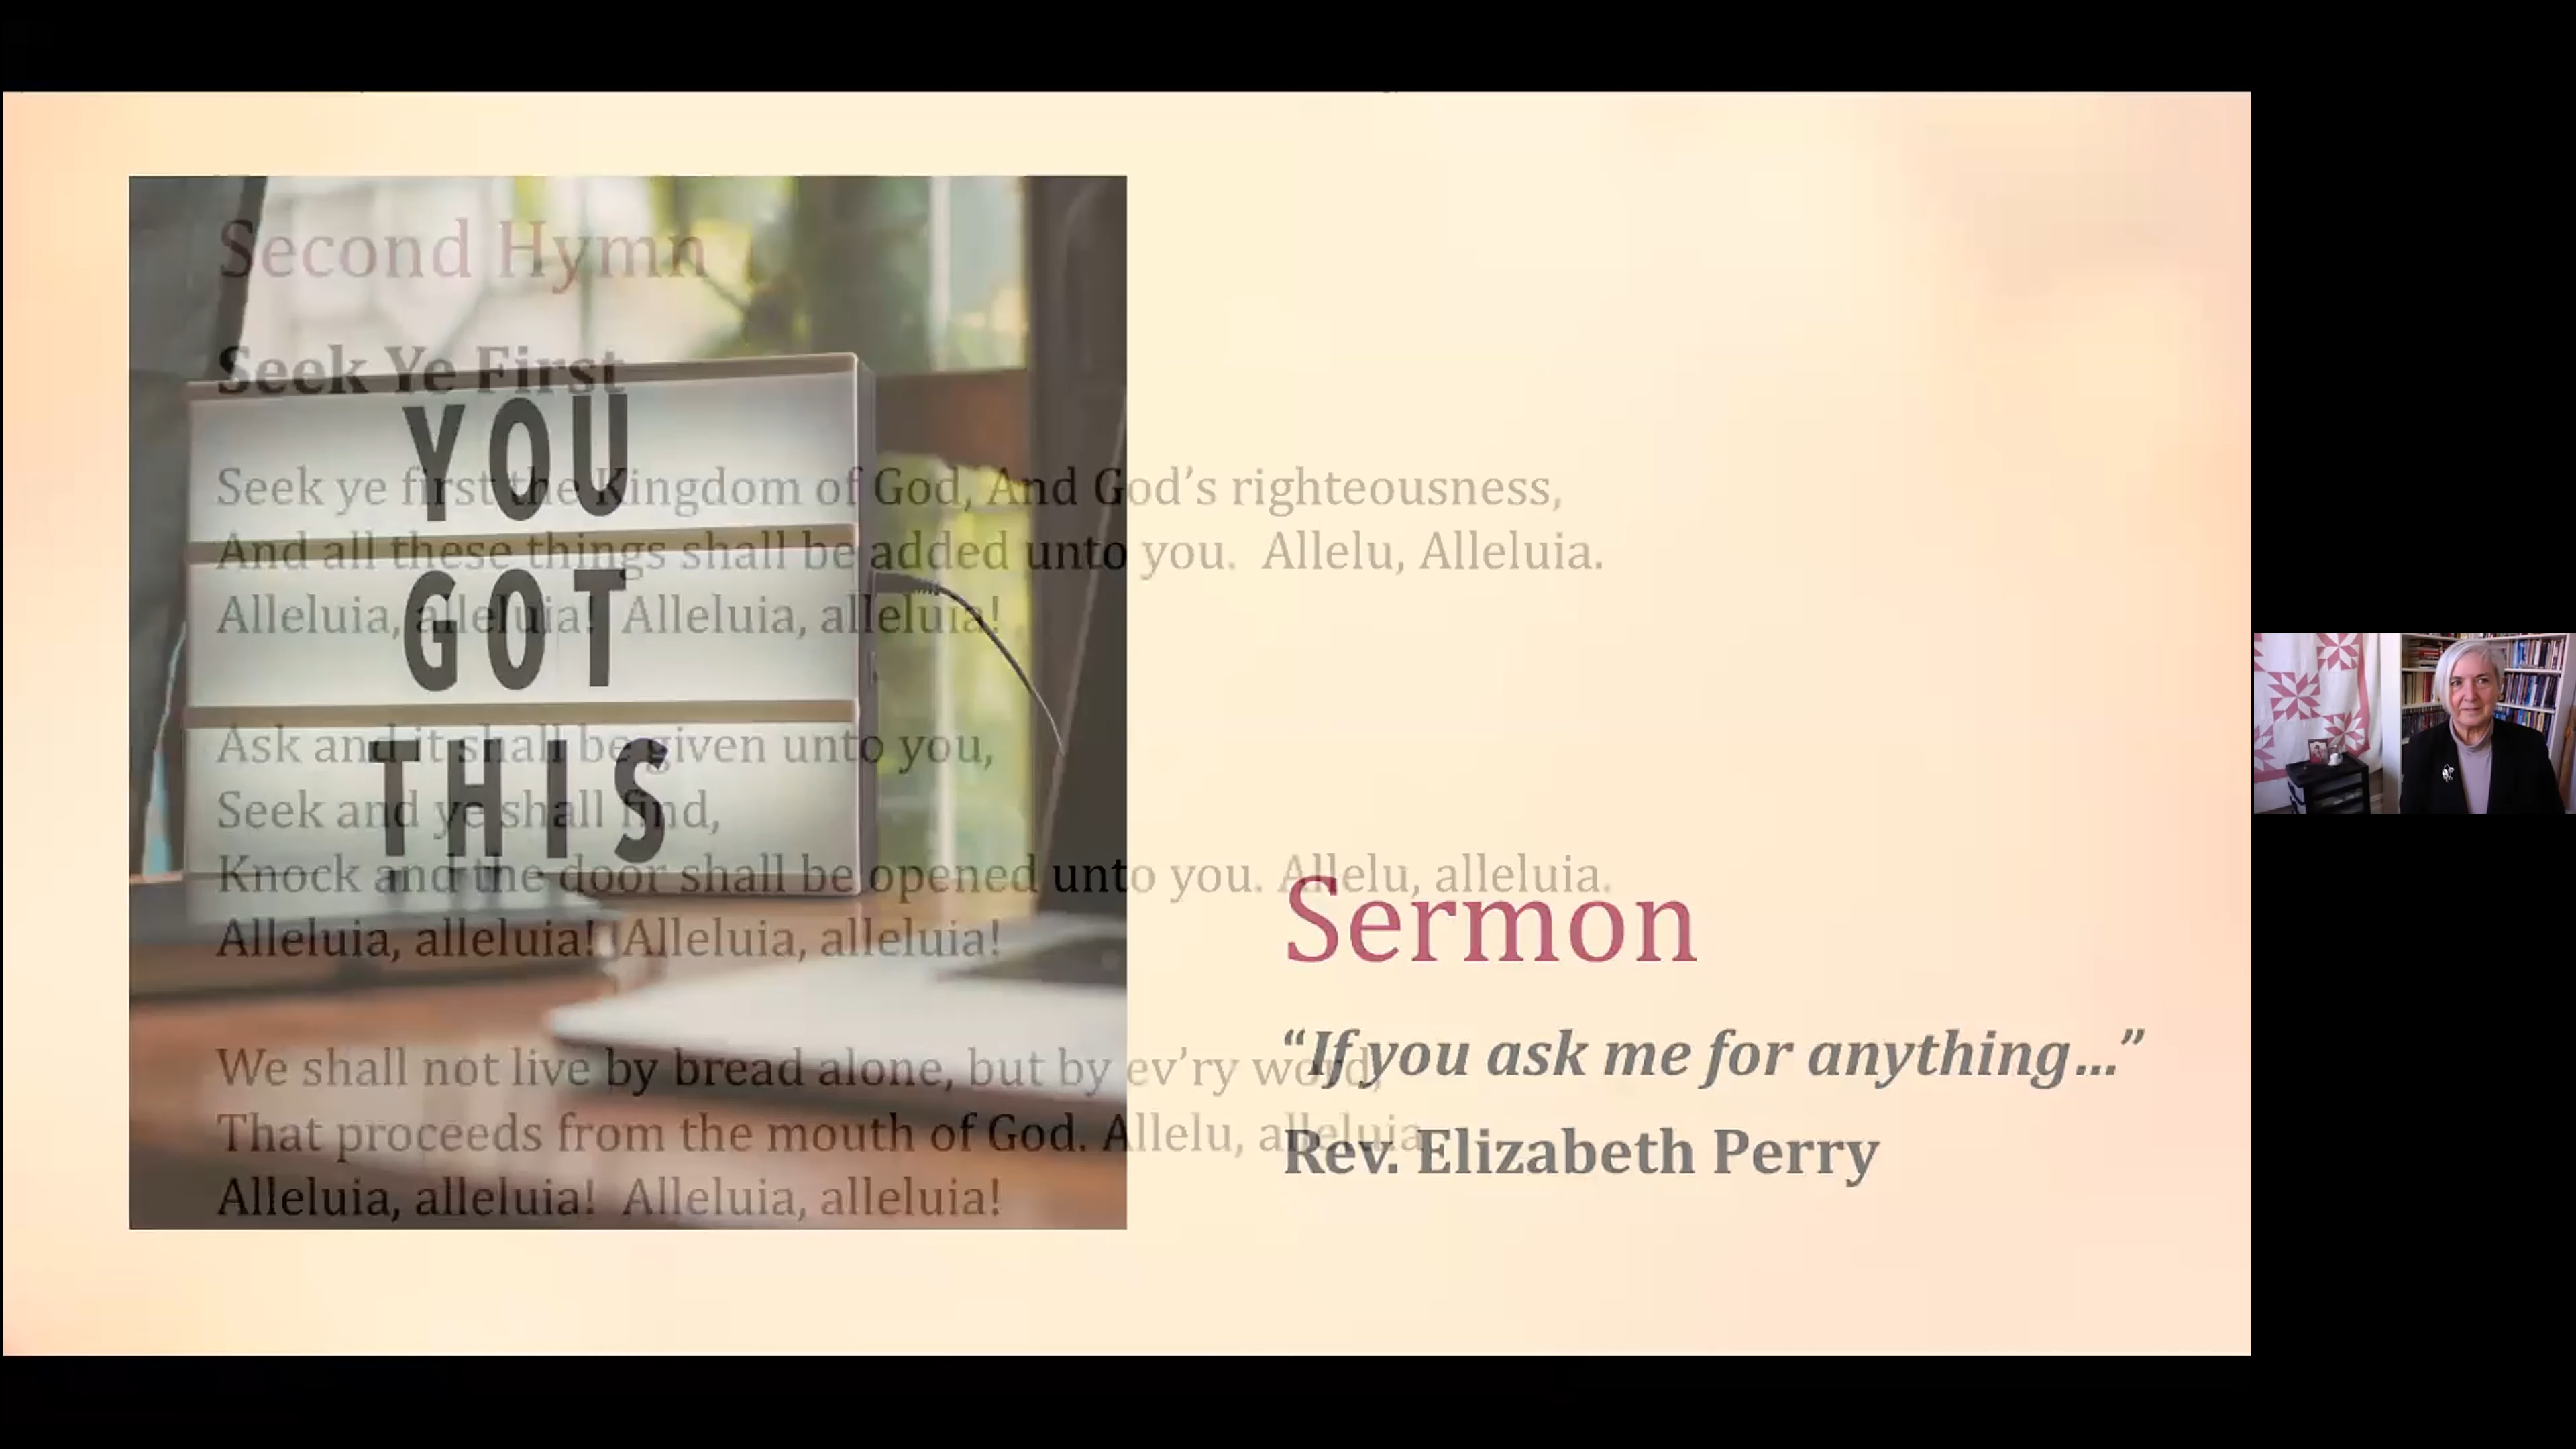 Second Hymn
Seek Ye First
Seek ye first the Kingdom of God, And God’s righteousness,
And all these things shall be added unto you.  Allelu, Alleluia.
Alleluia, alleluia!  Alleluia, alleluia!
Ask and it shall be given unto you,
Seek and ye shall find,
Knock and the door shall be opened unto you. Allelu, alleluia.
Alleluia, alleluia!  Alleluia, alleluia!
We shall not live by bread alone, but by ev’ry word,
That proceeds from the mouth of God. Allelu, alleluia
Alleluia, alleluia!  Alleluia, alleluia!
YOU
GOT
THIS
Sermon
“If you ask me for anything…”
Rev. Elizabeth Perry